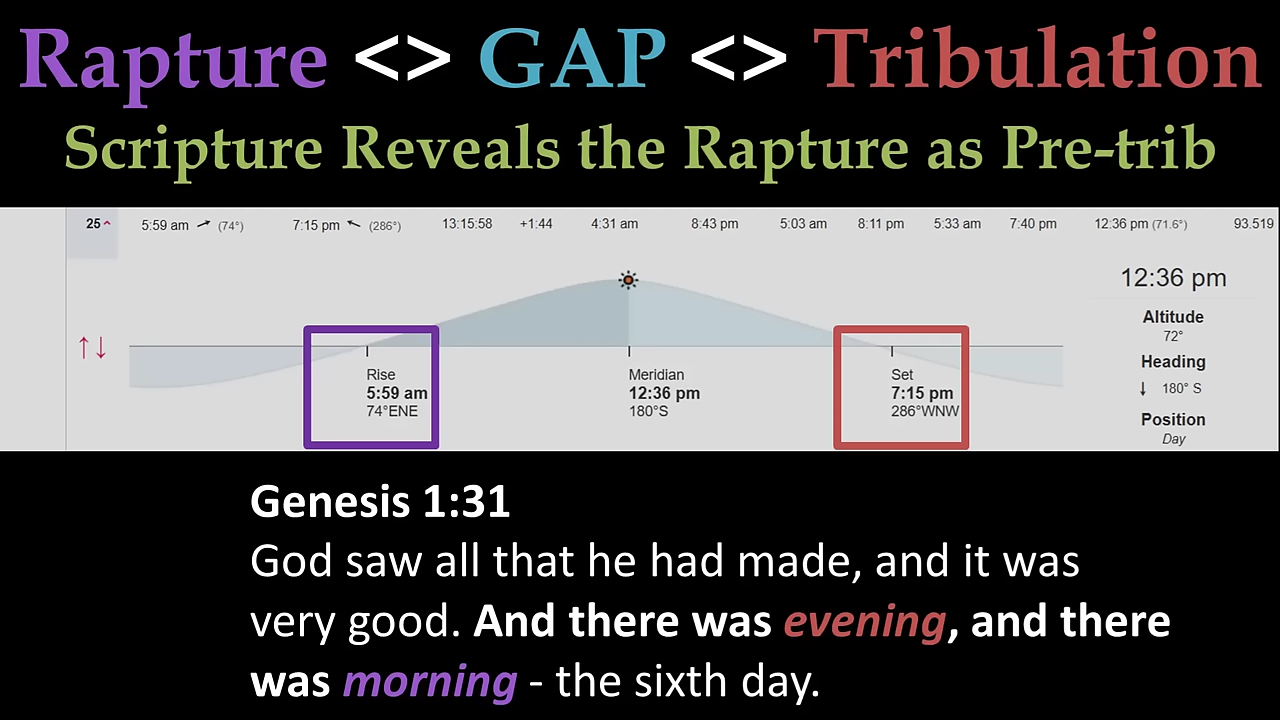 Rapture <> GAP <> Tribulation
Scripture Reveals the Rapture as Pre-trib
25 ^ 5:59 am (74°) 7:15 pm (286°) 13:15:58 +1:44 4:31 am 8:43 pm 5:03 am 8:11 pm 5:33 am 7:40 pm 12:36 pm (71.6°) 93.519
12:36 pm
Altitude
72°
Heading
↓ 180° S
Position
Day
↑↓
Rise
5:59 am
74°ENE
Meridian
12:36 pm
180°S
Set
7:15 pm
286°WNW
Genesis 1:31
God saw all that he had made, and it was
very good. And there was evening, and there
was morning - the sixth day.